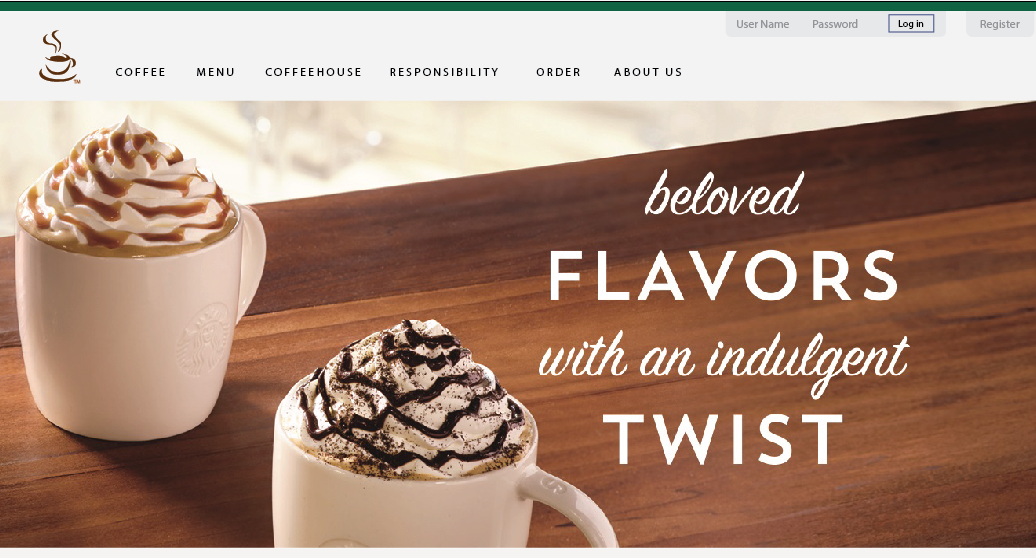 User Name Password Log in Register
TM
COFFEE MENU COFFEEHOUSE RESPONSIBILITY ORDER ABOUT US
beloved
FLAVORS
with an indulgent
TWIST